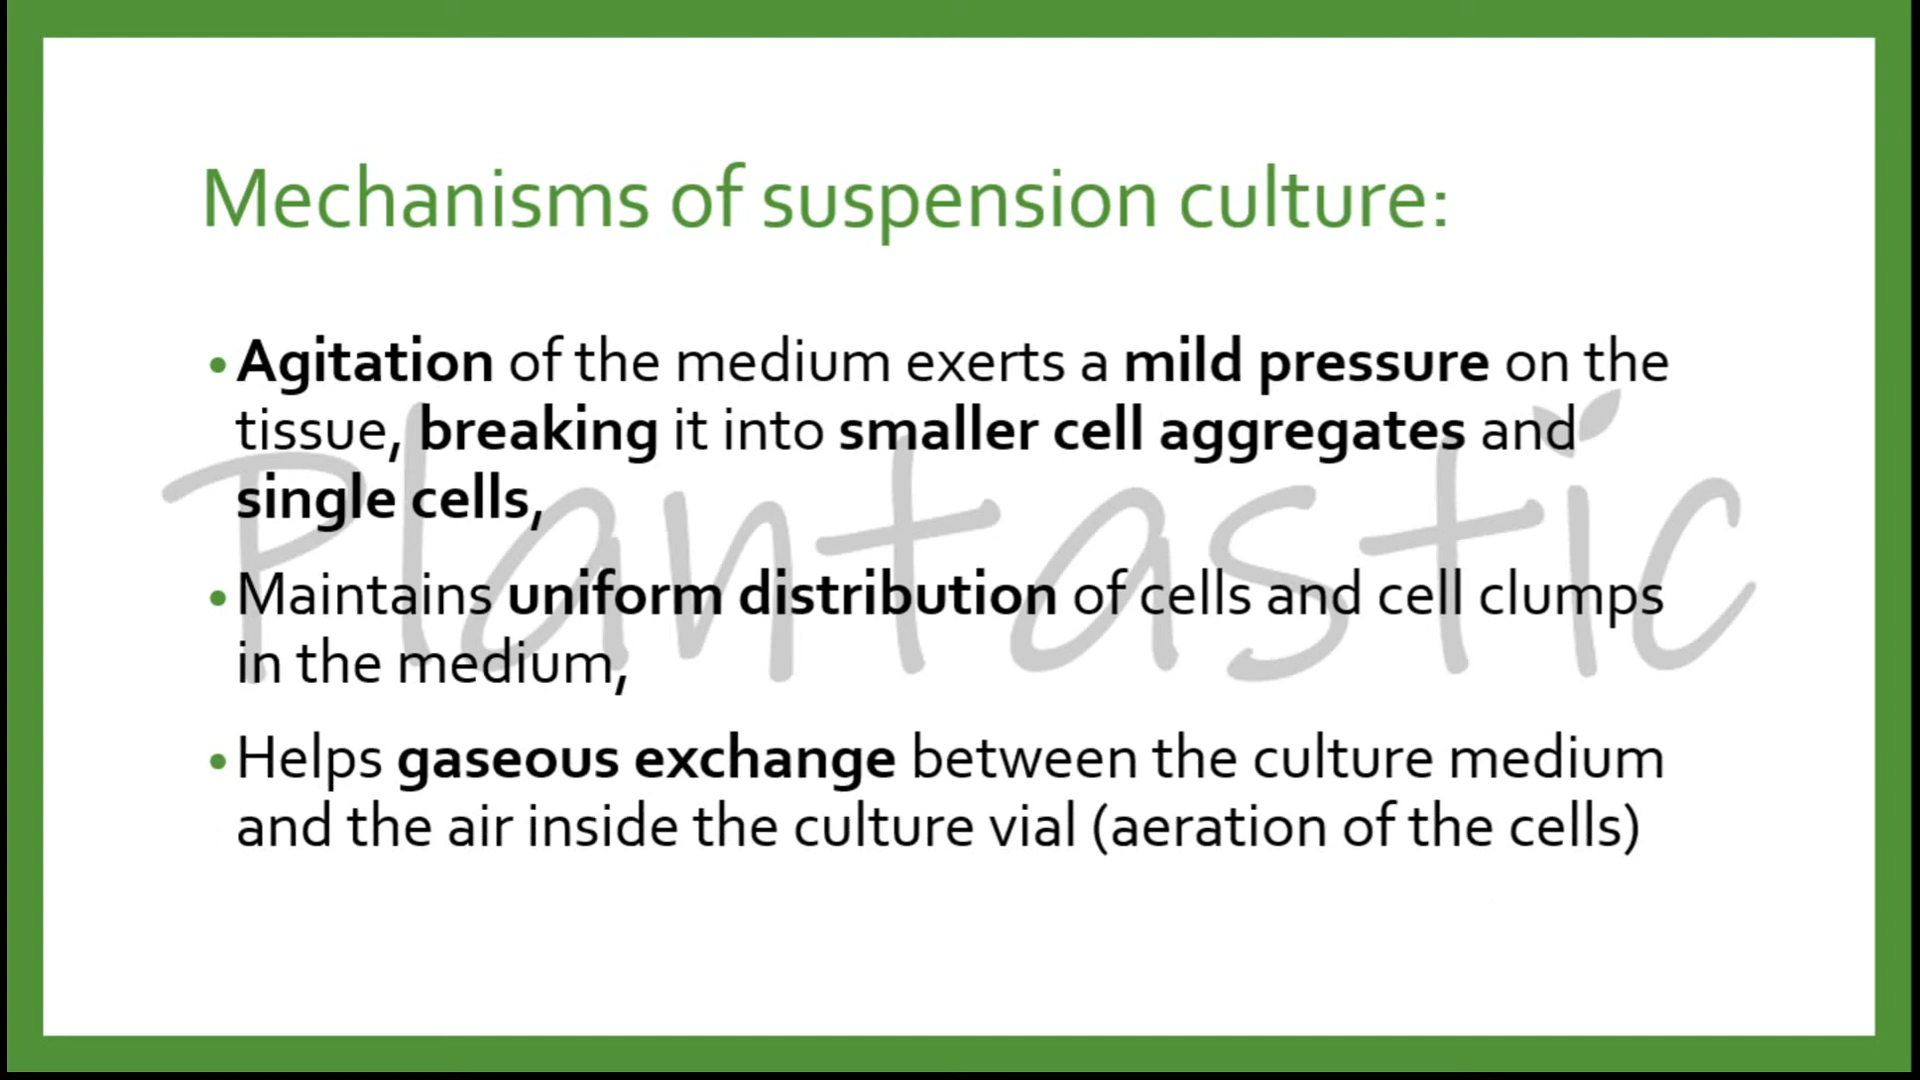 Mechanisms of suspension culture:
•Agitation of the medium exerts a mild pressure on the
tissue, breaking it into smaller cell aggregates and
single cells,
•Maintains uniform distribution of cells and cell clumps
in the medium,
•Helps gaseous exchange between the culture medium
and the air inside the culture vial (aeration of the cells)
Plantastic